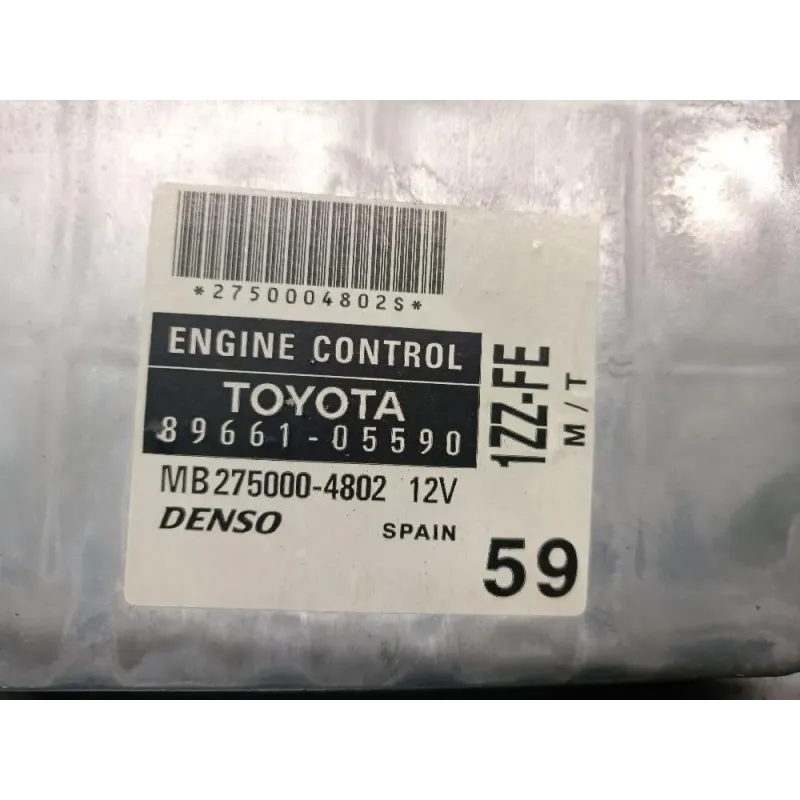 *2750004802S*
ENGINE CONTROL
TOYOTA
89661-05590
MB275000-4802 12V
DENSO SPAIN
1ZZ-FE
M/T
59